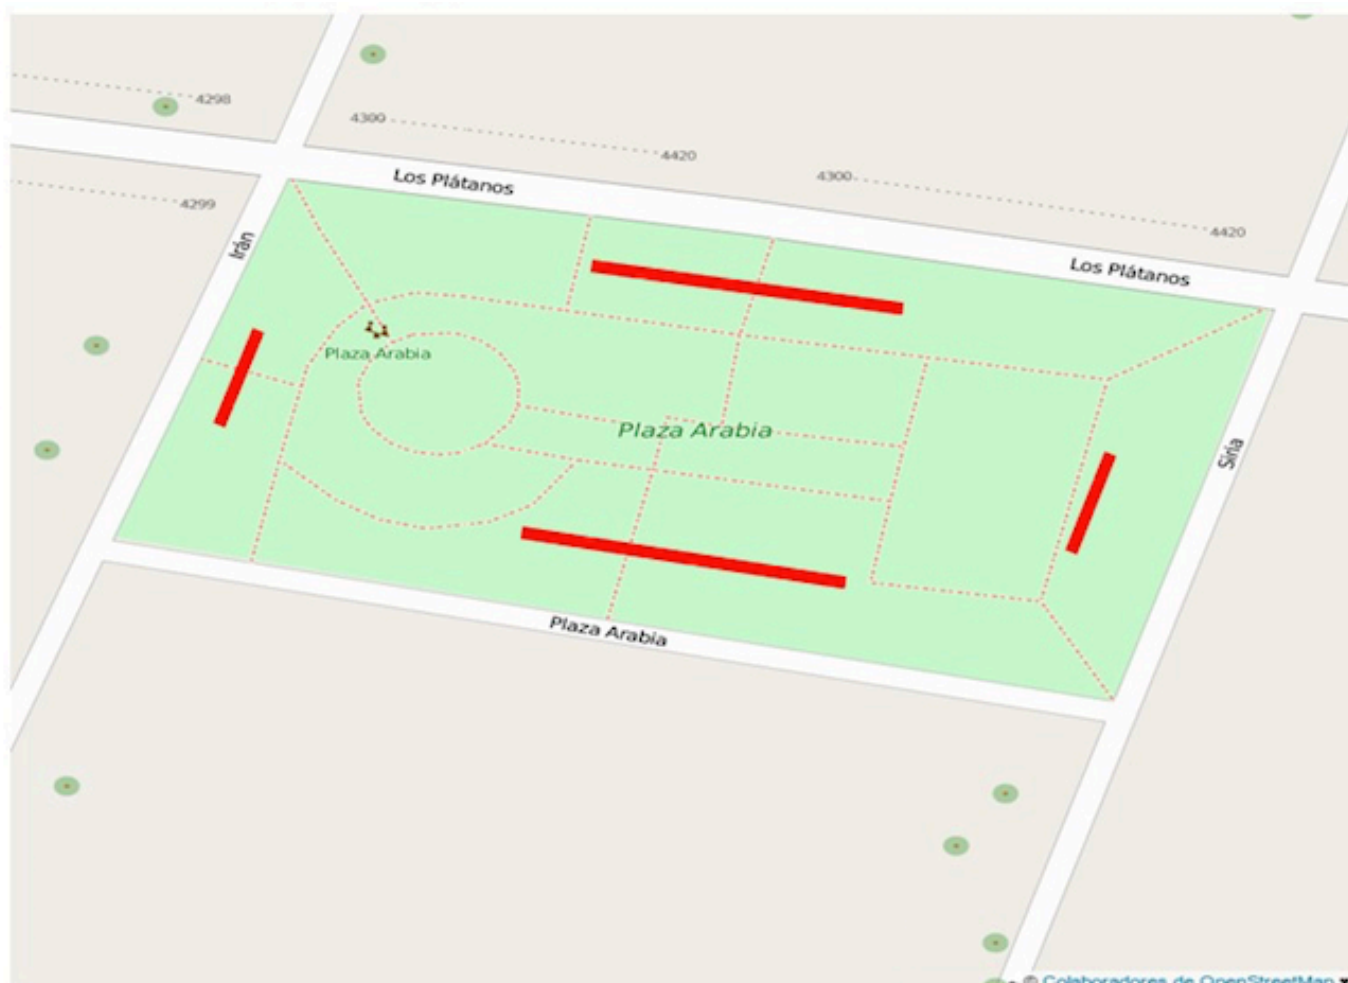 4298
4300
4420
4300
4420
4299
Los Plátanos
Los Plátanos
Irán
Plaza Arabia
Plaza Arabia
Siria
Plaza Arabia
© Colaboradores de OpenStreetMap